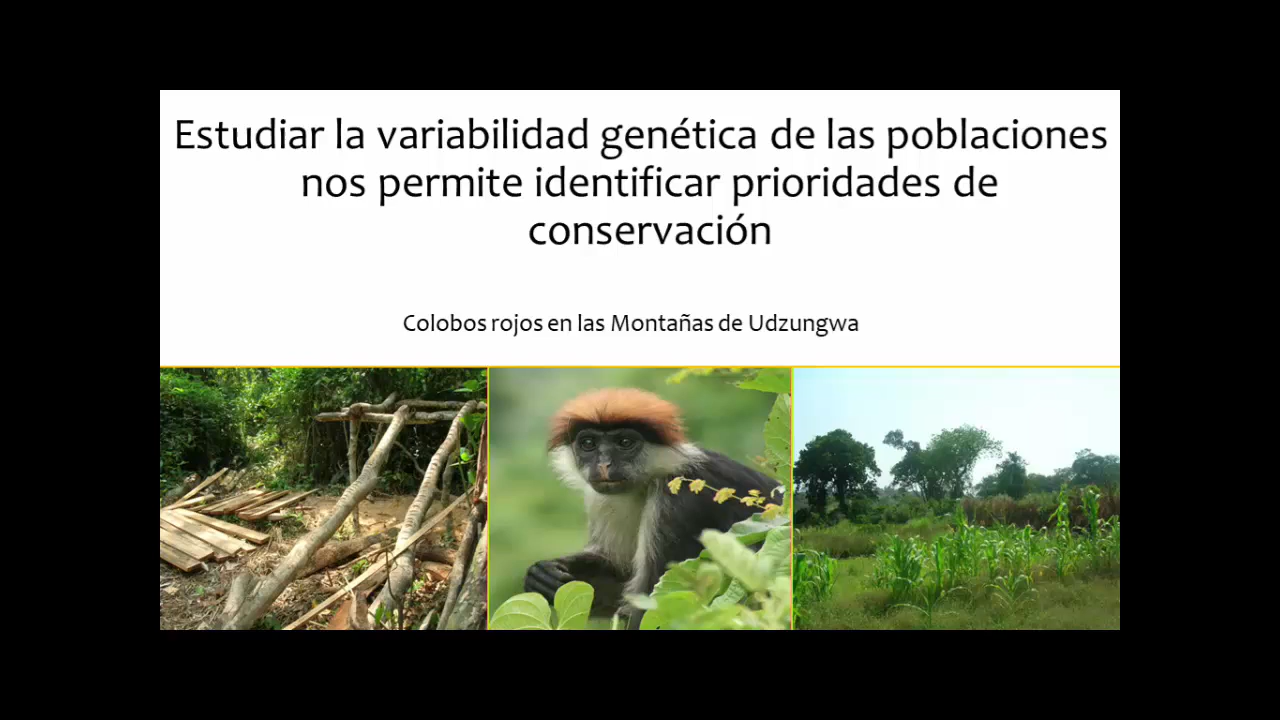 Estudiar la variabilidad genética de las poblaciones
nos permite identificar prioridades de
conservación
Colobos rojos en las Montañas de Udzungwa